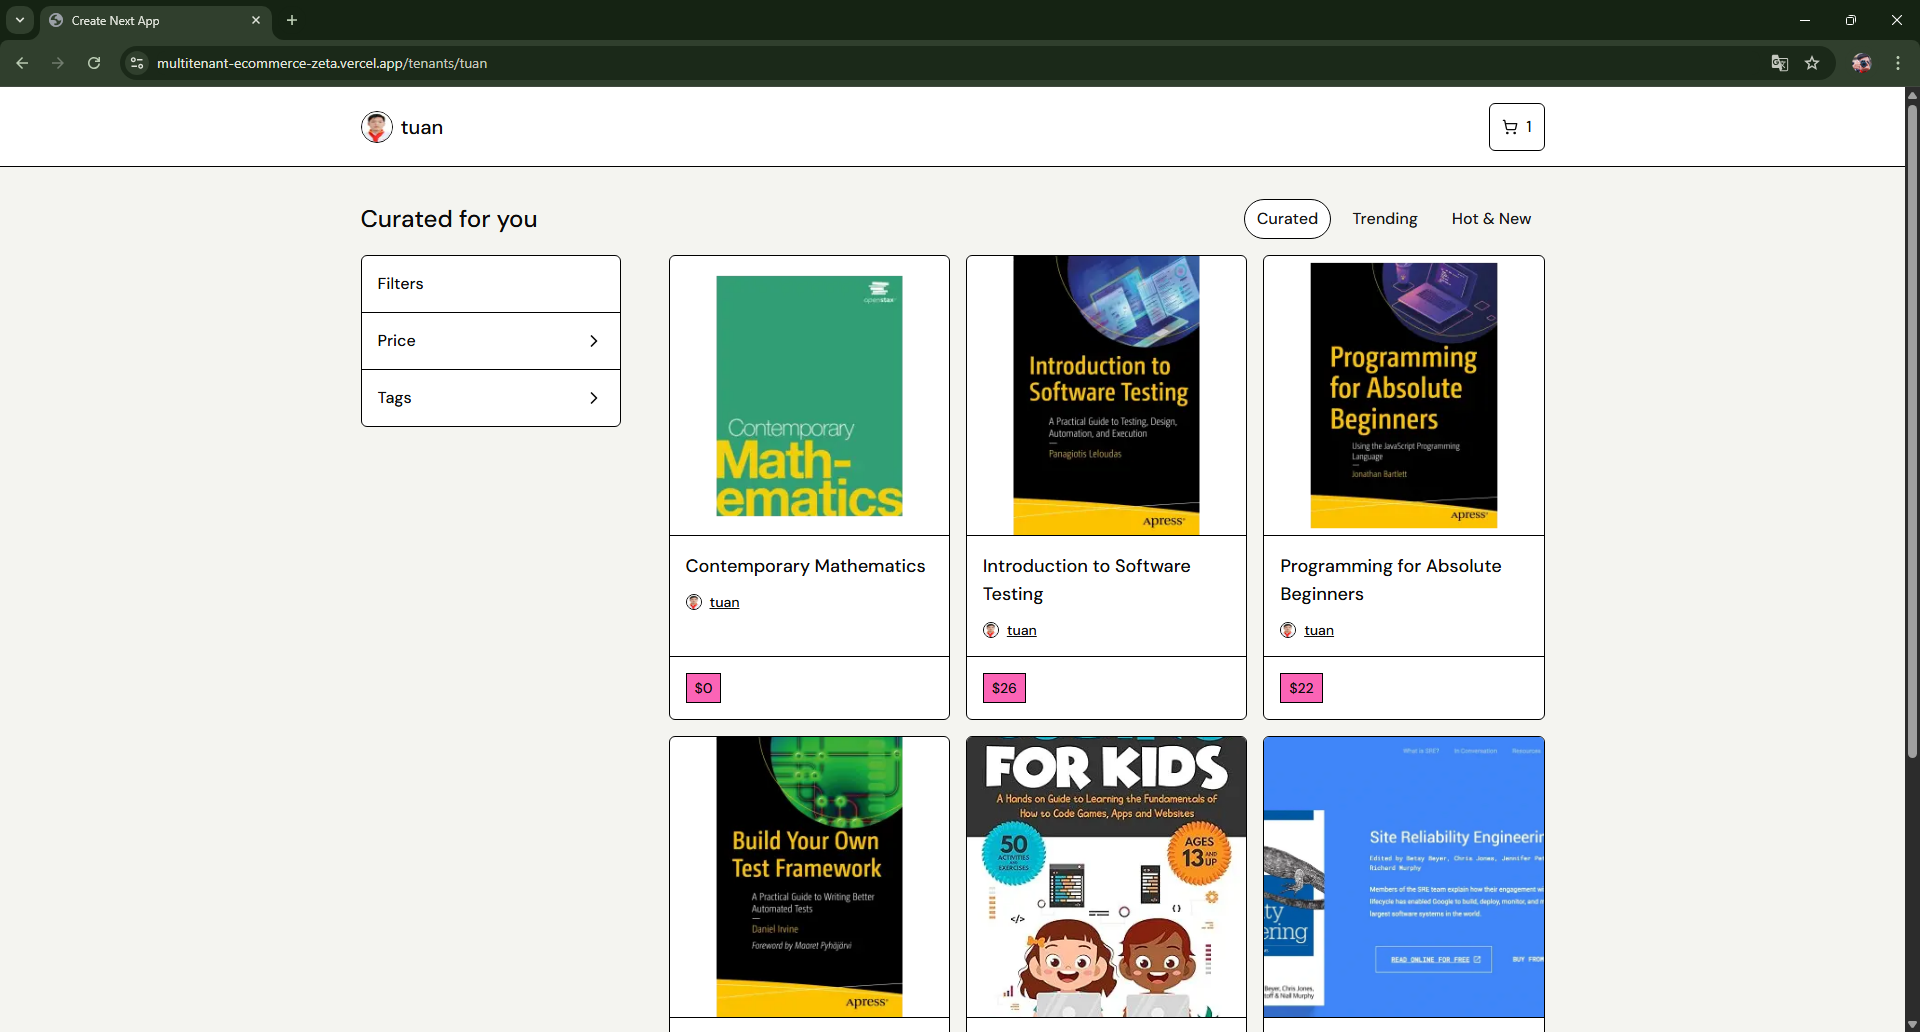 Create Next App
multitenant-ecommerce-zeta.vercel.app/tenants/tuan
tuan
1
Curated for you
Curated
Trending
Hot & New
Filters
Price
Tags
openstax
Contemporary
Math-
ematics
Contemporary Mathematics
tuan
$0
Introduction to
Software Testing
A Practical Guide to Testing, Design,
Automation, and Execution
Panagiotis Leloudas
Apress®
Introduction to Software
Testing
tuan
$26
Programming
for Absolute
Beginners
Using the JavaScript Programming
Language
Jonathan Bartlett
Apress®
Programming for Absolute
Beginners
tuan
$22
Build Your Own
Test Framework
A Practical Guide to Writing Better
Automated Tests
Daniel Irvine
Foreword by Maaret Pyhäjärvi
Apress®
FOR KIDS
A Hands on Guide to Learning the Fundamentals of
How to Code Games, Apps and Websites
50
ACTIVITIES
AND
EXERCISES
AGES
13 AND UP
</>
{}
What is SRE?
In Conversation
Resources
Site Reliability Engineerin
Edited by Betsy Beyer, Chris Jones, Jennifer Pet
Richard Murphy
Members of the SRE team explain how their engagement w
lifecycle has enabled Google to build, deploy, monitor, and m
largest software systems in the world.
READ ONLINE FOR FREE
BUY FROM
ty
ering
Beyer, Chris Jones,
toff & Niall Murphy